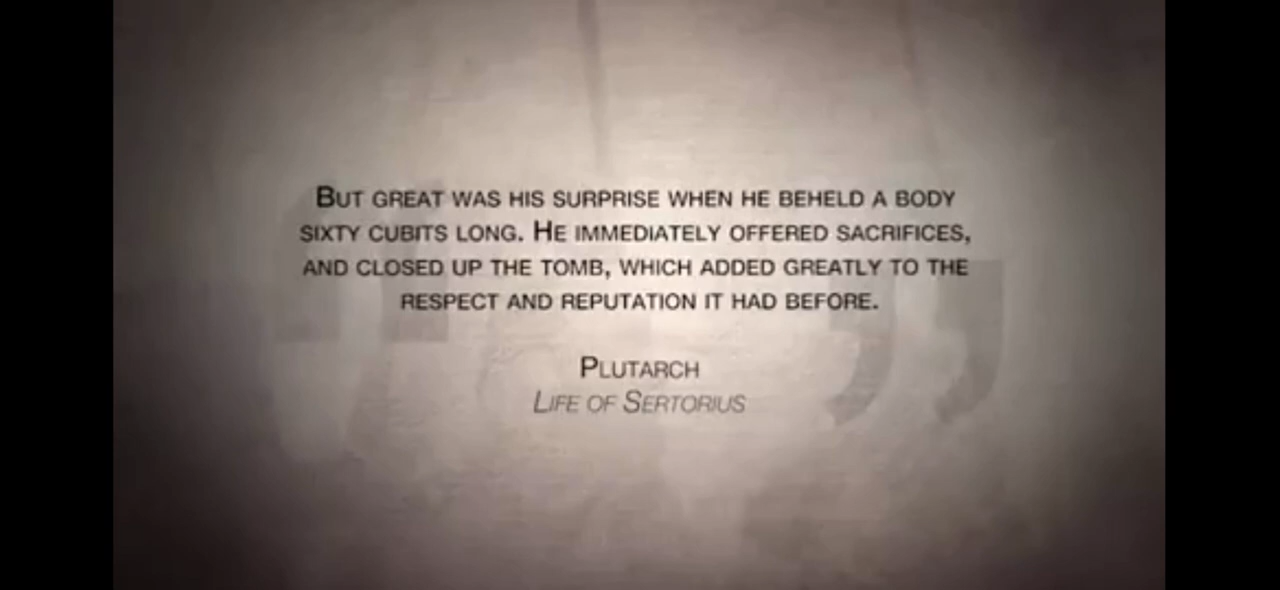 But great was his surprise when he beheld a body
sixty cubits long. He immediately offered sacrifices,
and closed up the tomb, which added greatly to the
respect and reputation it had before.
Plutarch
Life of Sertorius